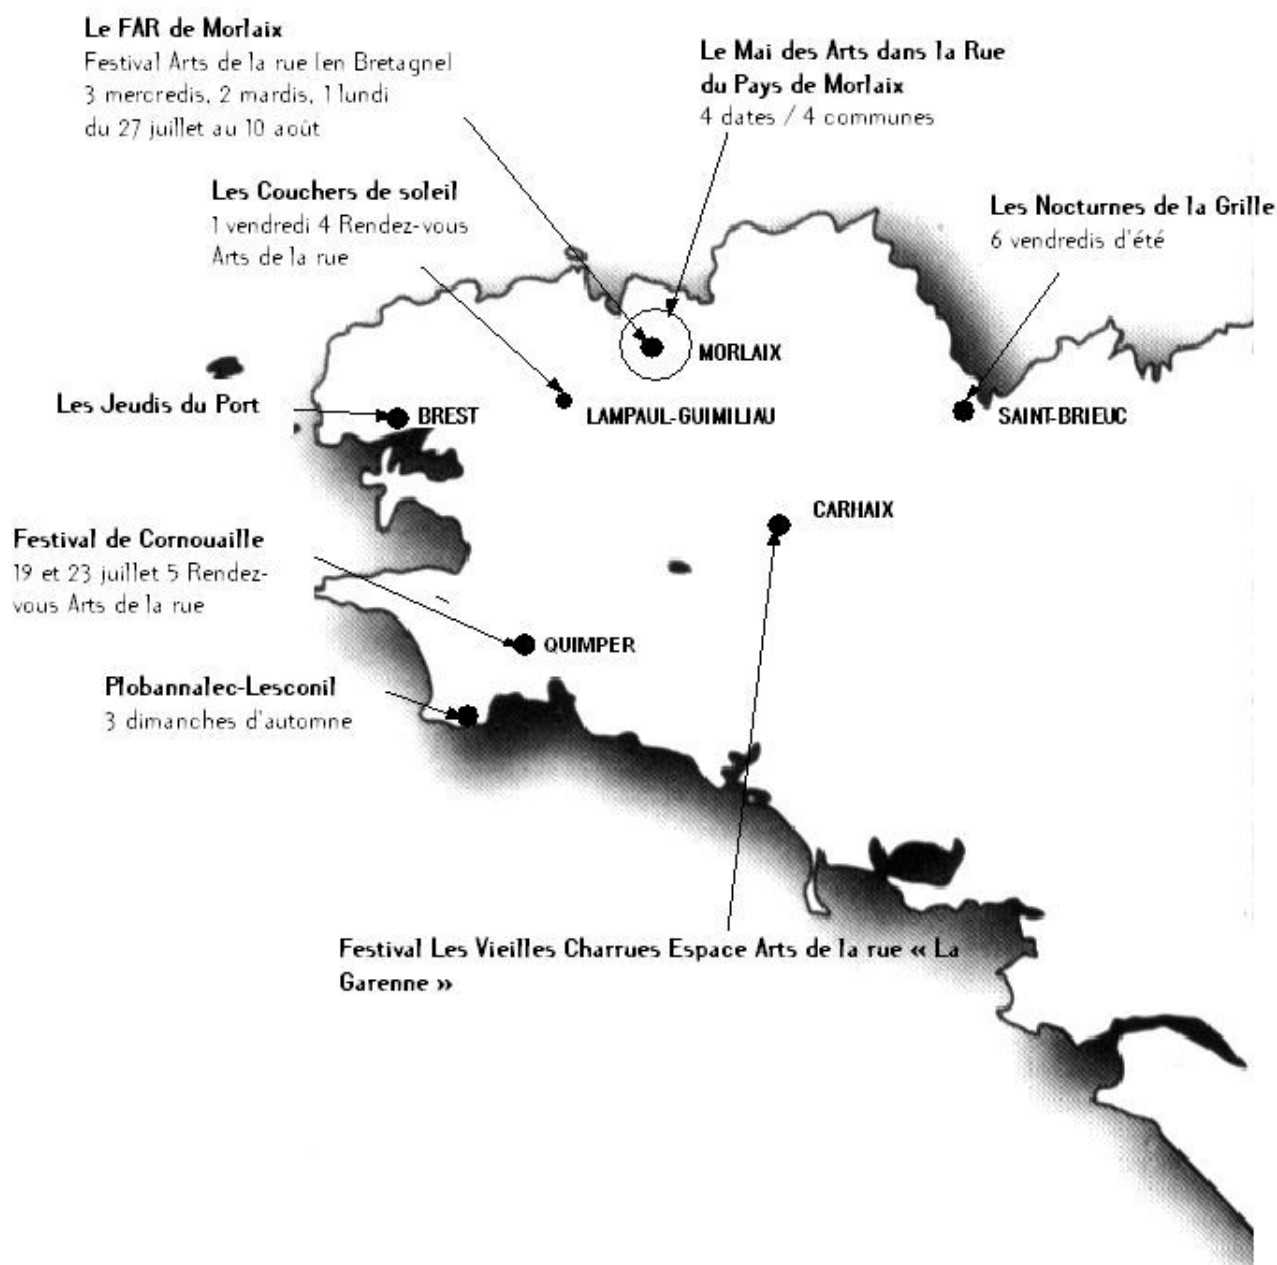 Le FAR de Morlaix
Festival Arts de la rue [en Bretagne]
3 mercredis, 2 mardis, 1 lundi
du 27 juillet au 10 août
Le Mai des Arts dans la Rue
du Pays de Morlaix
4 dates / 4 communes
Les Couchers de soleil
1 vendredi 4 Rendez-vous
Arts de la rue
Les Nocturnes de la Grille
6 vendredis d'été
MORLAIX
Les Jeudis du Port
BREST
LAMPAUL-GUIMILIAU
SAINT-BRIEUC
CARHAIX
Festival de Cornouaille
19 et 23 juillet 5 Rendez-
vous Arts de la rue
QUIMPER
Plobannalec-Lesconil
3 dimanches d'automne
Festival Les Vieilles Charrues Espace Arts de la rue « La
Garenne »